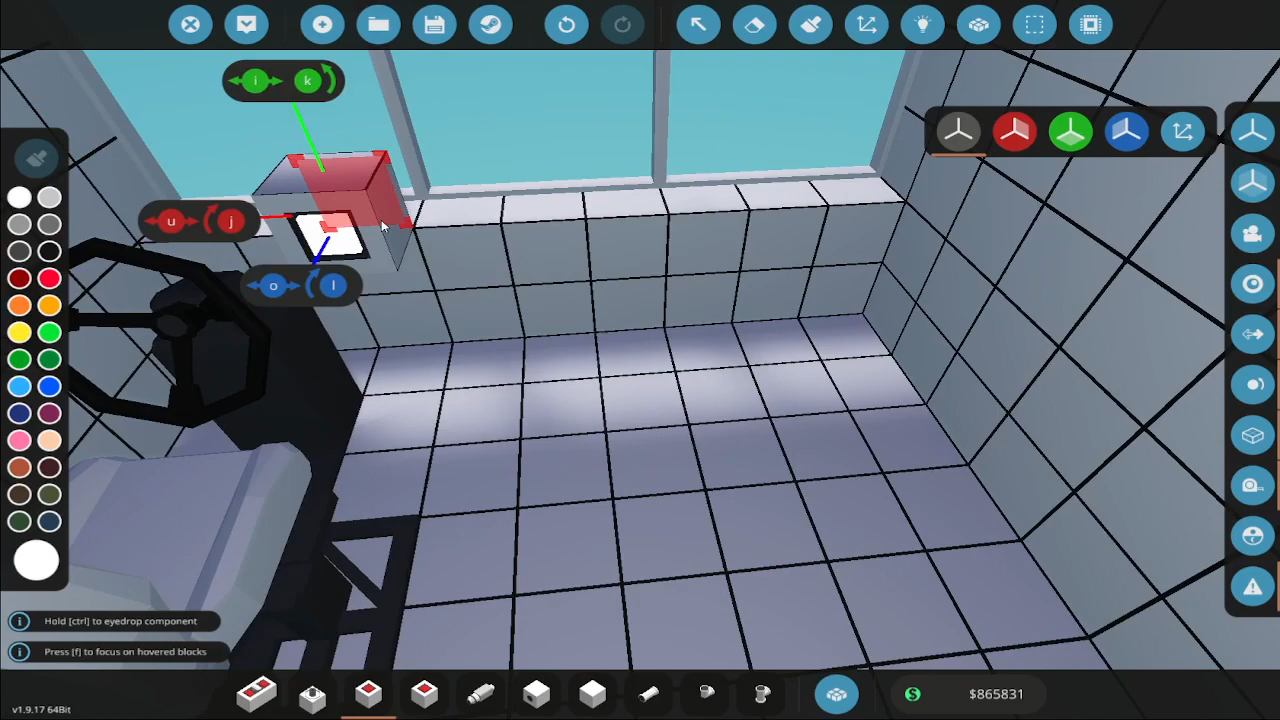 i k
u j
o l
Hold [ctrl] to eyedrop component
Press [f] to focus on hovered blocks
$865831
v1.9.17 64Bit